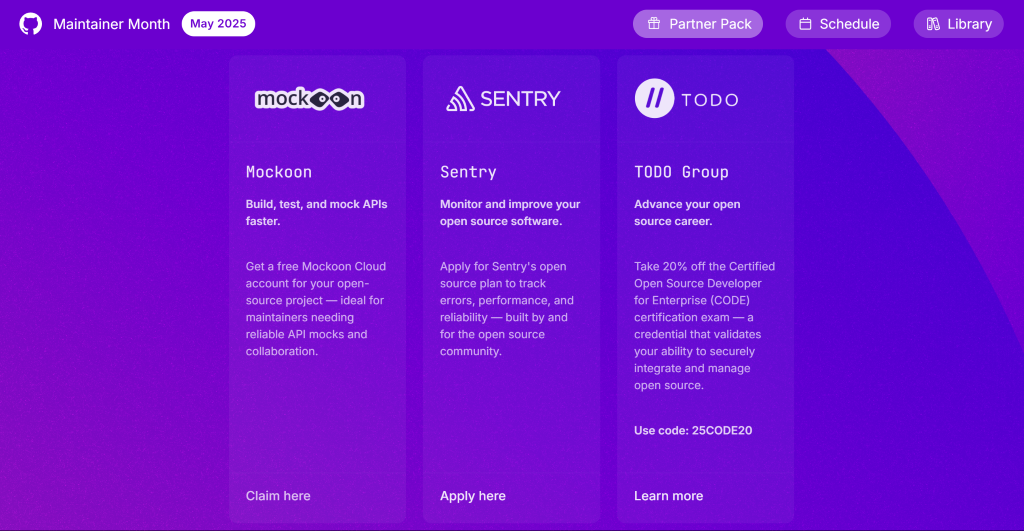 Maintainer Month
May 2025
Partner Pack
Schedule
Library
mockoon
Mockoon
Build, test, and mock APIs
faster.
Get a free Mockoon Cloud
account for your open-
source project — ideal for
maintainers needing
reliable API mocks and
collaboration.
Claim here
SENTRY
Sentry
Monitor and improve your
open source software.
Apply for Sentry's open
source plan to track
errors, performance, and
reliability — built by and
for the open source
community.
Apply here
TODO
TODO Group
Advance your open
source career.
Take 20% off the Certified
Open Source Developer
for Enterprise (CODE)
certification exam — a
credential that validates
your ability to securely
integrate and manage
open source.
Use code: 25CODE20
Learn more